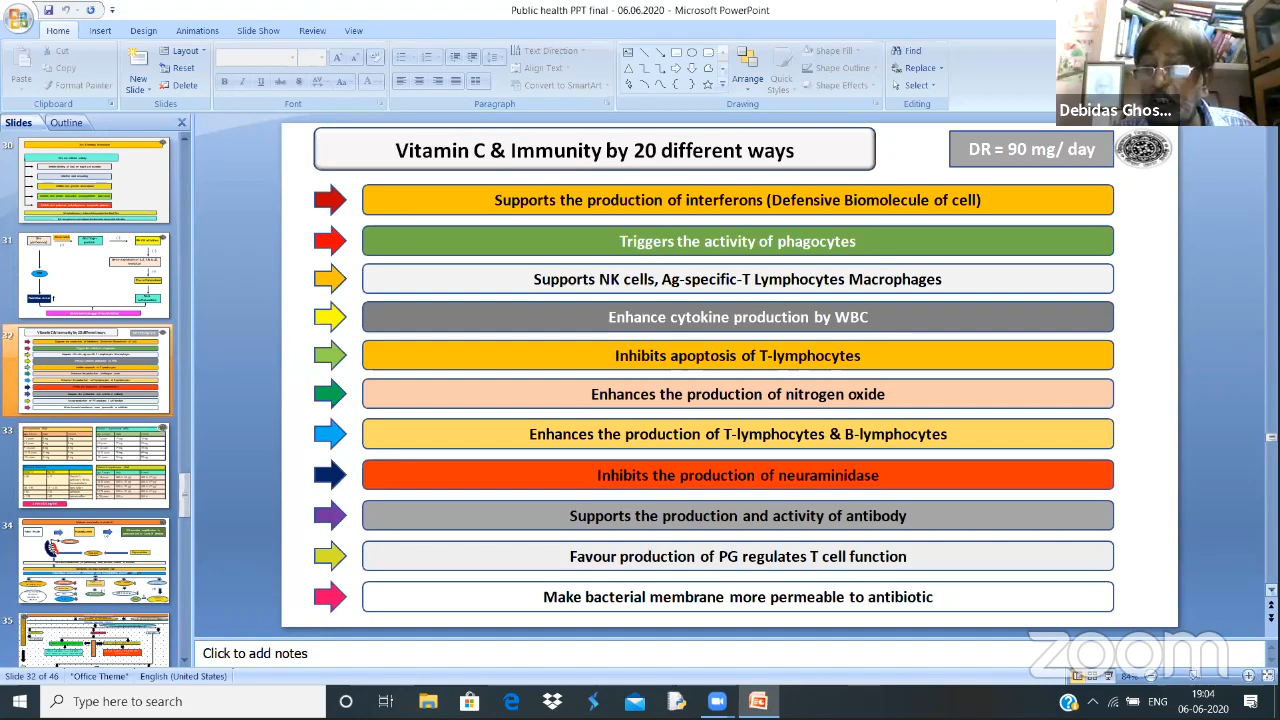 Public health PPT final - 06.06.2020 - Microsoft PowerPoint
Home Insert Design Animations Slide Show Review View
Cut
Copy
Format Painter
Paste
Clipboard
New Slide
Layout
Reset
Delete
Slides
Font
Text Direction
Align Text
Convert to SmartArt
Paragraph
Arrange
Quick Styles
Shape Fill
Shape Outline
Shape Effects
Drawing
Find
Replace
Select
Editing
Debidas Ghos...
Slides Outline
30
31
32
33
34
35
Vitamin C & Immunity by 20 different ways
DR = 90 mg/ day
Supports the production of interferons (Defensive Biomolecule of cell)
Triggers the activity of phagocytes
Supports NK cells, Ag-specific-T Lymphocytes Macrophages
Enhance cytokine production by WBC
Inhibits apoptosis of T-lymphocytes
Enhances the production of nitrogen oxide
Enhances the production of T-lymphocytes & B-lymphocytes
Inhibits the production of neuraminidase
Supports the production and activity of antibody
Favour production of PG regulates T cell function
Make bacterial membrane more permeable to antibiotic
Click to add notes
zoom
Slide 32 of 46 "Office Theme" English (United States) 84%
Type here to search
ENG
19:04
06-06-2020